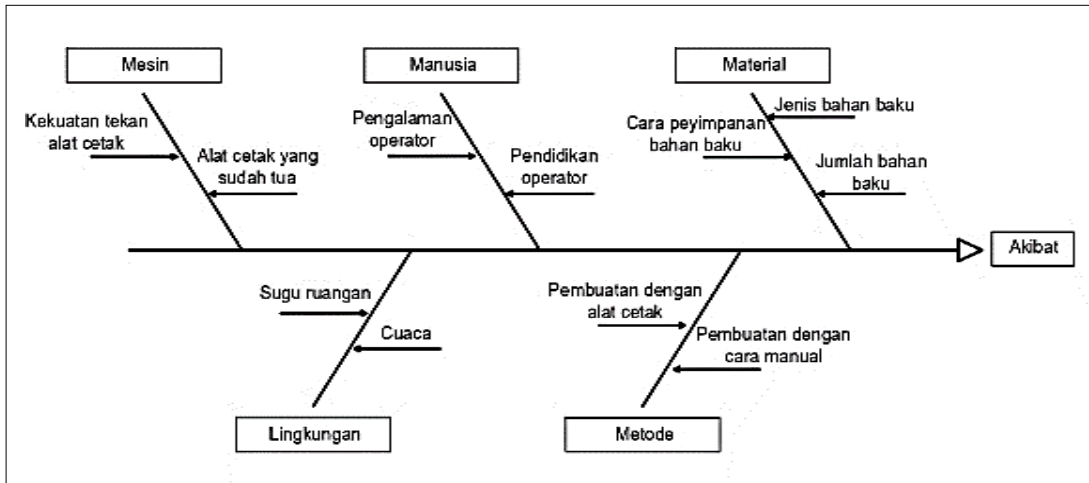 Mesin
Manusia
Material
Kekuatan tekan
alat cetak
Alat cetak yang
sudah tua
Pengalaman
operator
Pendidikan
operator
Jenis bahan baku
Cara peyimpanan
bahan baku
Jumlah bahan
baku
Akibat
Sugu ruangan
Cuaca
Pembuatan dengan
alat cetak
Pembuatan dengan
cara manual
Lingkungan
Metode